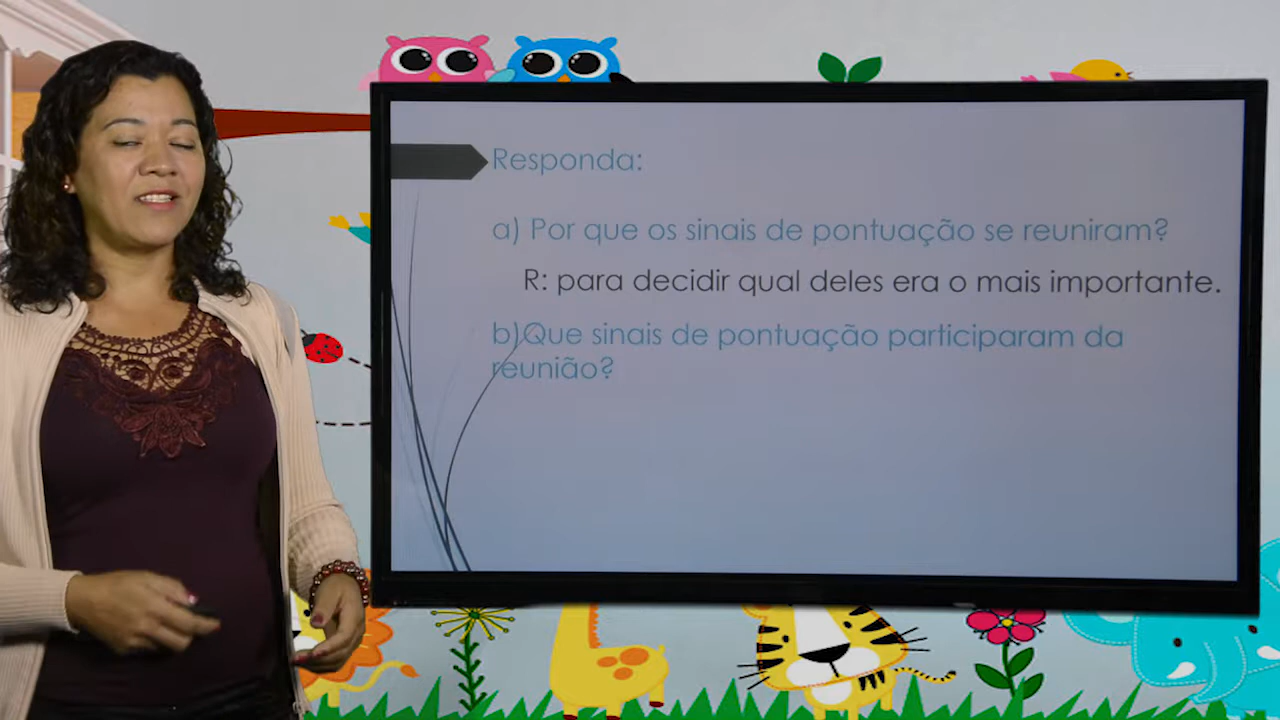 Responda:
a) Por que os sinais de pontuação se reuniram?
R: para decidir qual deles era o mais importante.
b)Que sinais de pontuação participaram da
reunião?